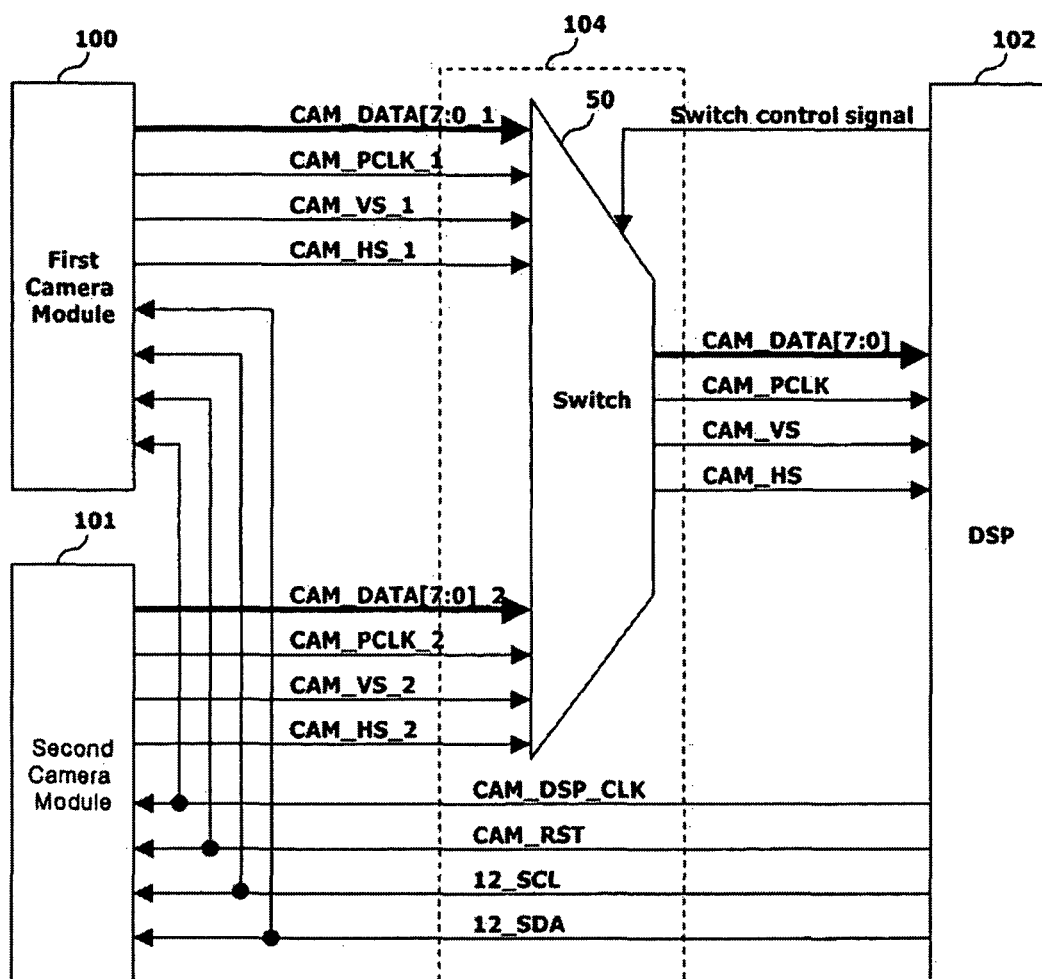 100
104
102
CAM_DATA[7:0_1
50
Switch control signal
CAM_PCLK_1
CAM_VS_1
CAM_HS_1
First
Camera
Module
CAM_DATA[7:0]
CAM_PCLK
Switch
CAM_VS
CAM_HS
101
DSP
CAM_DATA[7:0]_2
CAM_PCLK_2
CAM_VS_2
CAM_HS_2
Second
Camera
Module
CAM_DSP_CLK
CAM_RST
12_SCL
12_SDA